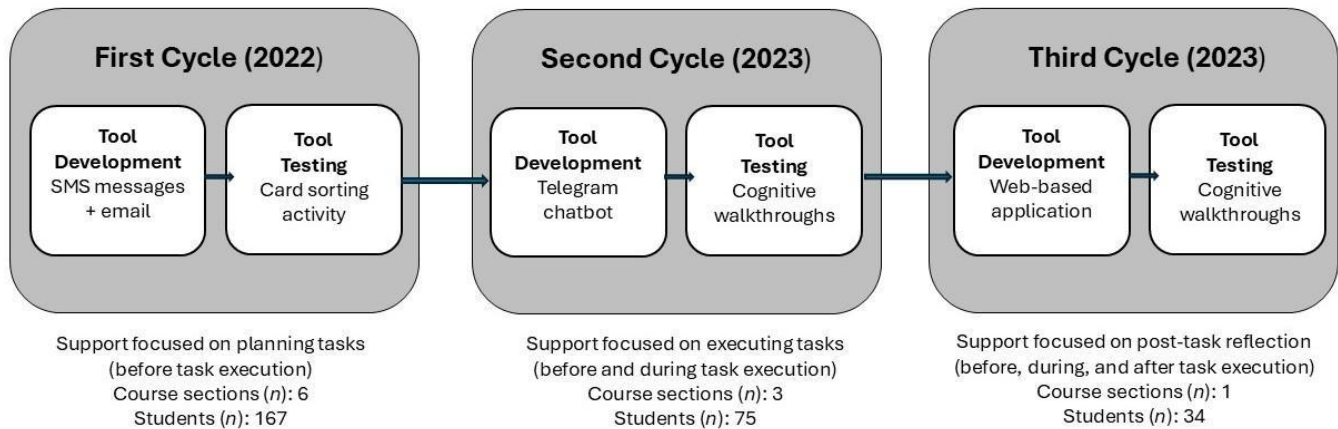 First Cycle (2022)
Tool
Development
SMS messages
+ email
Tool
Testing
Card sorting
activity
Support focused on planning tasks
(before task execution)
Course sections (n): 6
Students (n): 167
Second Cycle (2023)
Tool
Development
Telegram
chatbot
Tool
Testing
Cognitive
walkthroughs
Support focused on executing tasks
(before and during task execution)
Course sections (n): 3
Students (n): 75
Third Cycle (2023)
Tool
Development
Web-based
application
Tool
Testing
Cognitive
walkthroughs
Support focused on post-task reflection
(before, during, and after task execution)
Course sections (n): 1
Students (n): 34